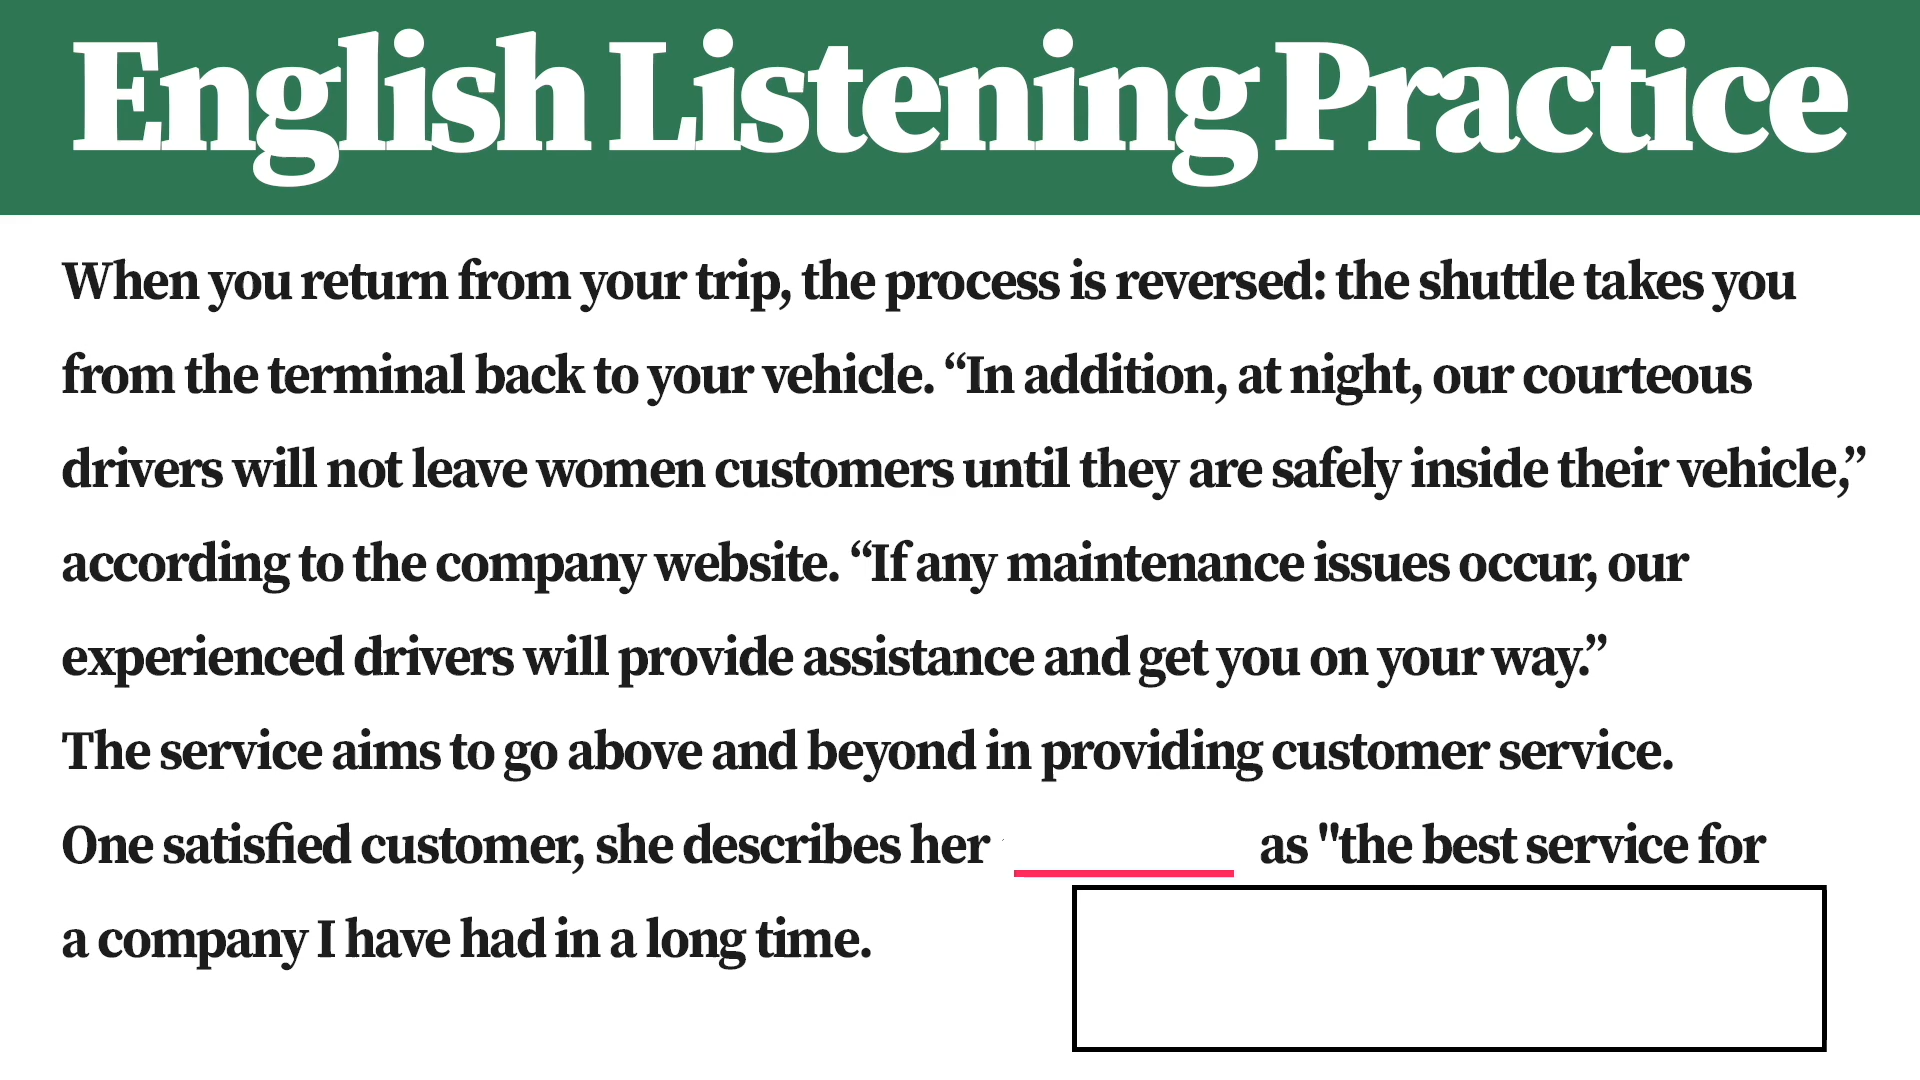 English Listening Practice
When you return from your trip, the process is reversed: the shuttle takes you
from the terminal back to your vehicle. “In addition, at night, our courteous
drivers will not leave women customers until they are safely inside their vehicle,”
according to the company website. “If any maintenance issues occur, our
experienced drivers will provide assistance and get you on your way.”
The service aims to go above and beyond in providing customer service.
One satisfied customer, she describes her as "the best service for
a company I have had in a long time.